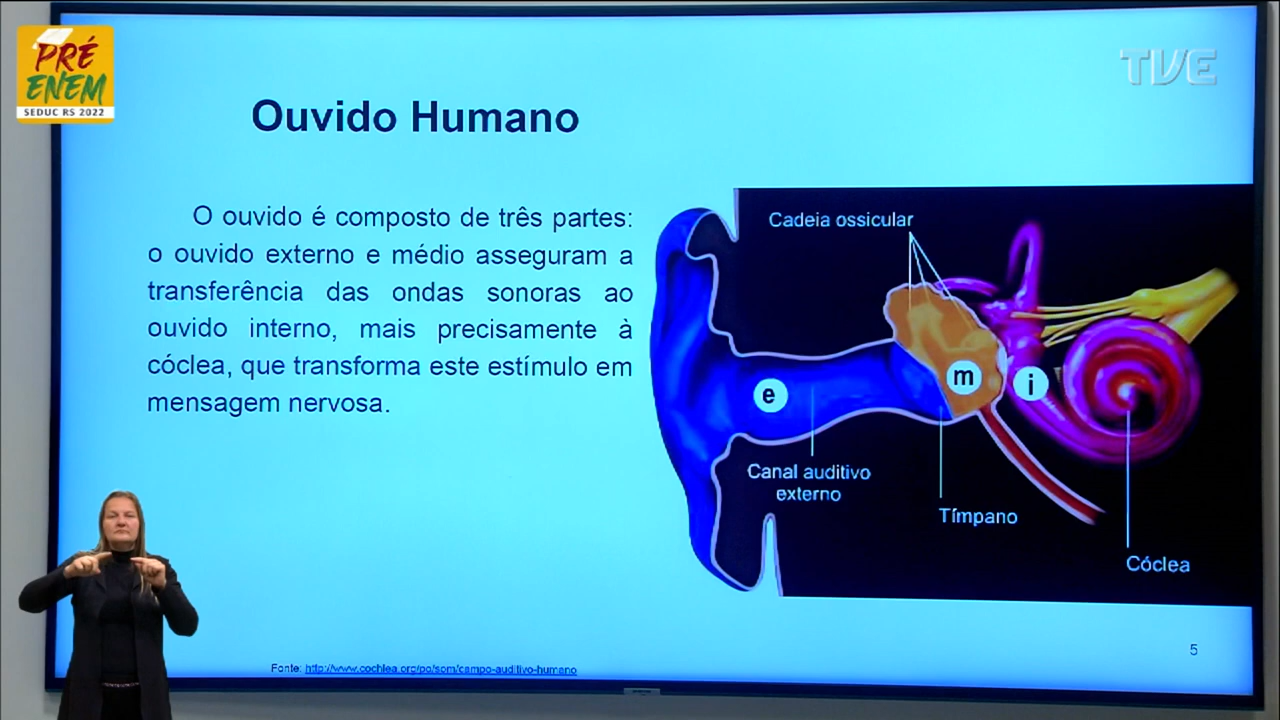 PRÉ
ENEM
SEDUC RS 2022
TVE
Ouvido Humano
O ouvido é composto de três partes:
o ouvido externo e médio asseguram a
transferência das ondas sonoras ao
ouvido interno, mais precisamente à
cóclea, que transforma este estímulo em
mensagem nervosa.
Cadeia ossicular
e
m
i
Canal auditivo
externo
Tímpano
Cóclea
5
Fonte: http://www.cochlea.org/po/som/campo-auditivo-humano